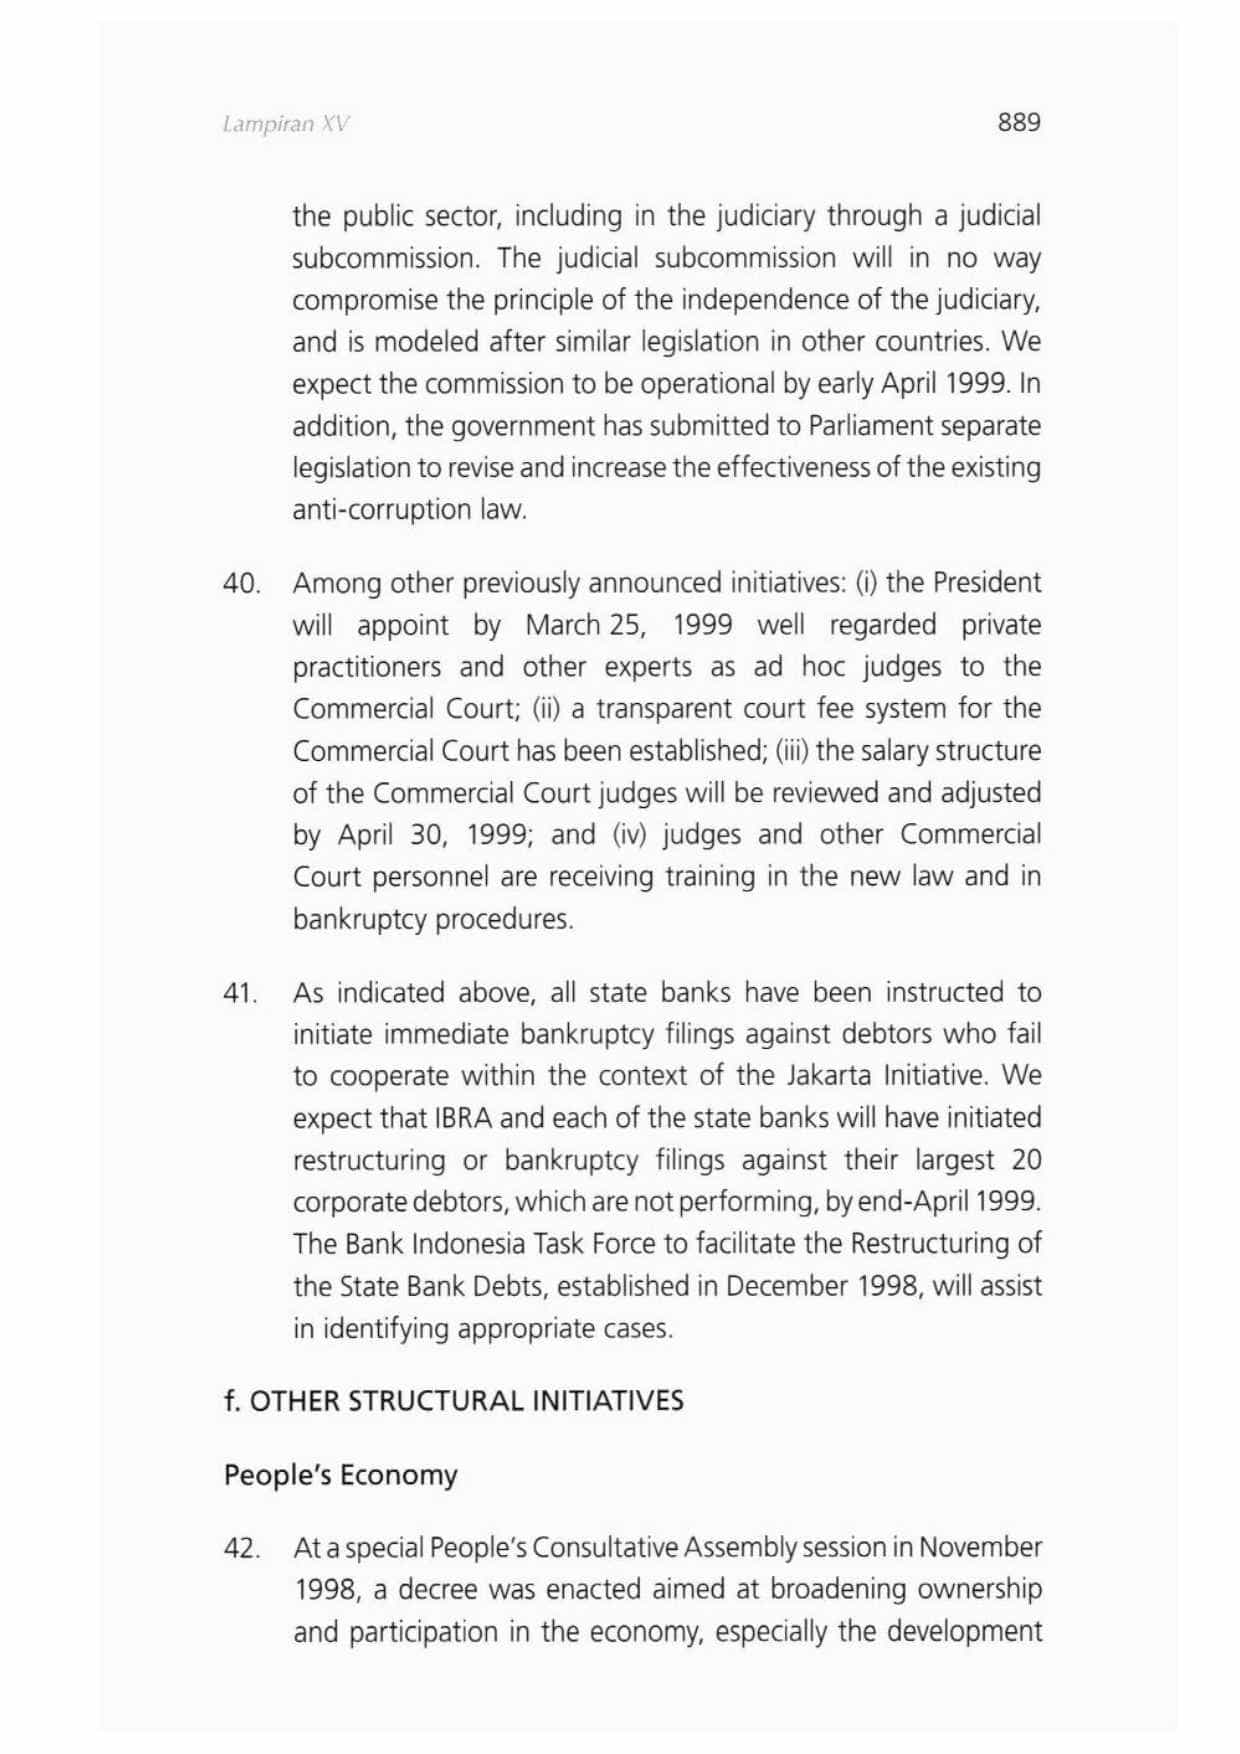 Lampiran XV 889
the public sector, including in the judiciary through a judicial
subcommission. The judicial subcommission will in no way
compromise the principle of the independence of the judiciary,
and is modeled after similar legislation in other countries. We
expect the commission to be operational by early April 1999. In
addition, the government has submitted to Parliament separate
legislation to revise and increase the effectiveness of the existing
anti-corruption law.
40. Among other previously announced initiatives: (i) the President
will appoint by March 25, 1999 well regarded private
practitioners and other experts as ad hoc judges to the
Commercial Court; (ii) a transparent court fee system for the
Commercial Court has been established; (iii) the salary structure
of the Commercial Court judges will be reviewed and adjusted
by April 30, 1999; and (iv) judges and other Commercial
Court personnel are receiving training in the new law and in
bankruptcy procedures.
41. As indicated above, all state banks have been instructed to
initiate immediate bankruptcy filings against debtors who fail
to cooperate within the context of the Jakarta Initiative. We
expect that IBRA and each of the state banks will have initiated
restructuring or bankruptcy filings against their largest 20
corporate debtors, which are not performing, by end-April 1999.
The Bank Indonesia Task Force to facilitate the Restructuring of
the State Bank Debts, established in December 1998, will assist
in identifying appropriate cases.
f. OTHER STRUCTURAL INITIATIVES
People's Economy
42. At a special People's Consultative Assembly session in November
1998, a decree was enacted aimed at broadening ownership
and participation in the economy, especially the development